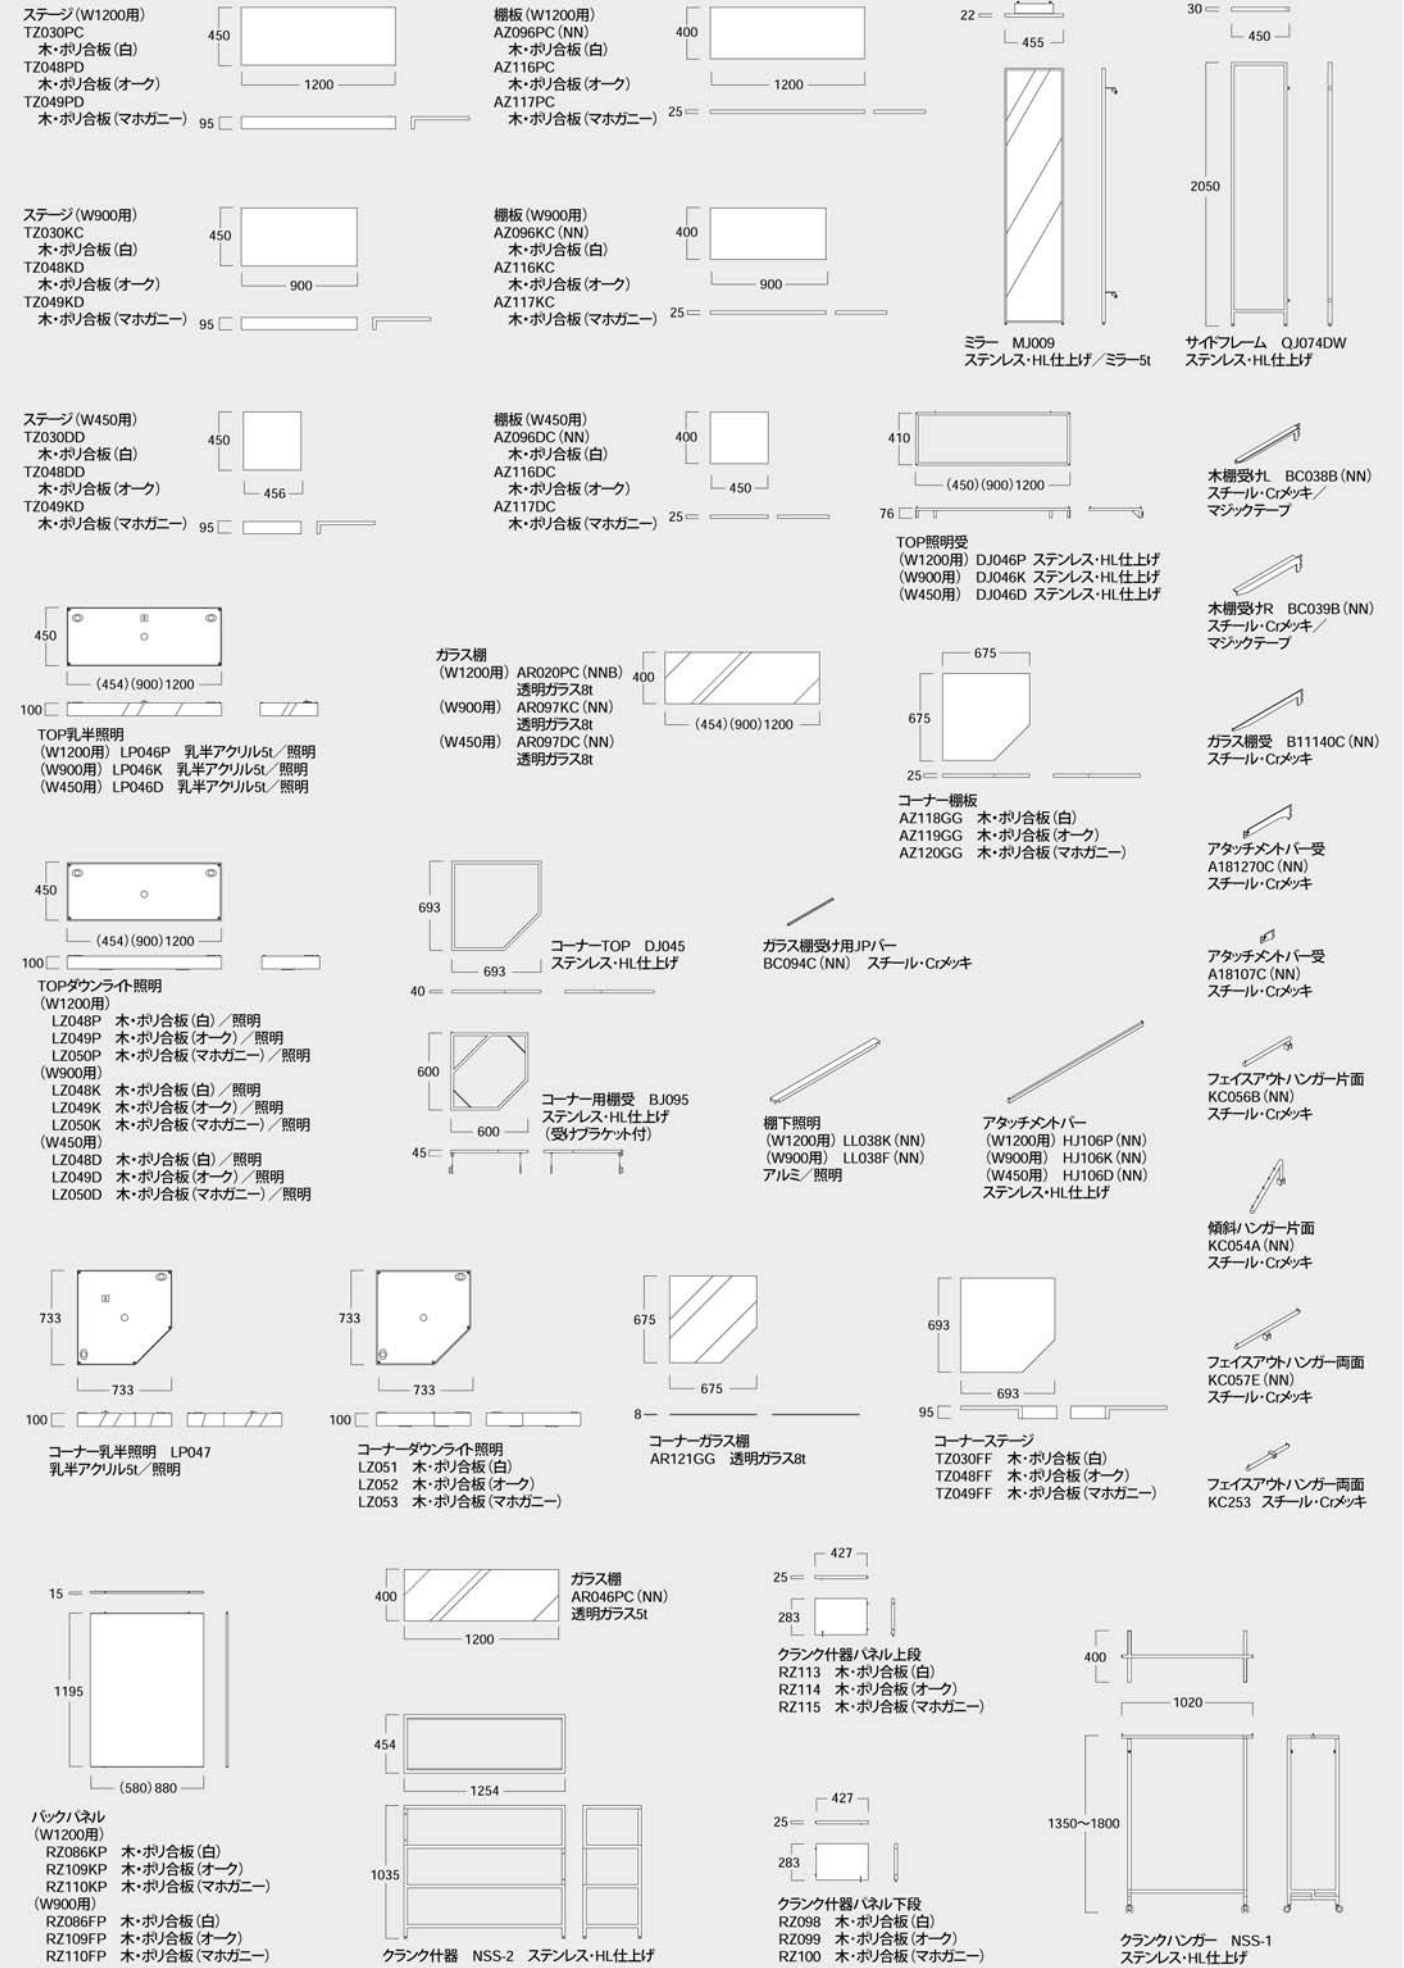 ステージ(W1200用)
TZ030PC
木・ポリ合板(白)
TZ048PD
木・ポリ合板(オーク)
TZ049PD
木・ポリ合板(マホガニー)
450
1200
95
棚板(W1200用)
AZ096PC(NN)
木・ポリ合板(白)
AZ116PC
木・ポリ合板(オーク)
AZ117PC
木・ポリ合板(マホガニー)
400
1200
25
22
455
ミラー MJ009
ステンレス・HL仕上げ/ミラー5t
30
450
2050
サイドフレーム QJ074DW
ステンレス・HL仕上げ
ステージ(W900用)
TZ030KC
木・ポリ合板(白)
TZ048KD
木・ポリ合板(オーク)
TZ049KD
木・ポリ合板(マホガニー)
450
900
95
棚板(W900用)
AZ096KC(NN)
木・ポリ合板(白)
AZ116KC
木・ポリ合板(オーク)
AZ117KC
木・ポリ合板(マホガニー)
400
900
25
ステージ(W450用)
TZ030DD
木・ポリ合板(白)
TZ048DD
木・ポリ合板(オーク)
TZ049KD
木・ポリ合板(マホガニー)
450
456
95
棚板(W450用)
AZ096DC(NN)
木・ポリ合板(白)
AZ116DC
木・ポリ合板(オーク)
AZ117DC
木・ポリ合板(マホガニー)
400
450
25
410
(450)(900)1200
76
TOP照明受
(W1200用) DJ046P ステンレス・HL仕上げ
(W900用) DJ046K ステンレス・HL仕上げ
(W450用) DJ046D ステンレス・HL仕上げ
木棚受けL BC038B(NN)
スチール・Crメッキ/
マジックテープ
木棚受けR BC039B(NN)
スチール・Crメッキ/
マジックテープ
450
(454)(900)1200
100
TOP乳半照明
(W1200用) LP046P 乳半アクリル5t/照明
(W900用) LP046K 乳半アクリル5t/照明
(W450用) LP046D 乳半アクリル5t/照明
ガラス棚
(W1200用) AR020PC(NNB)
透明ガラス8t
(W900用) AR097KC(NN)
透明ガラス8t
(W450用) AR097DC(NN)
透明ガラス8t
400
(454)(900)1200
675
675
25
コーナー棚板
AZ118GG 木・ポリ合板(白)
AZ119GG 木・ポリ合板(オーク)
AZ120GG 木・ポリ合板(マホガニー)
ガラス棚受 B11140C(NN)
スチール・Crメッキ
アタッチメントバー受
A181270C(NN)
スチール・Crメッキ
450
(454)(900)1200
100
TOPダウンライト照明
(W1200用)
LZ048P 木・ポリ合板(白)/照明
LZ049P 木・ポリ合板(オーク)/照明
LZ050P 木・ポリ合板(マホガニー)/照明
(W900用)
LZ048K 木・ポリ合板(白)/照明
LZ049K 木・ポリ合板(オーク)/照明
LZ050K 木・ポリ合板(マホガニー)/照明
(W450用)
LZ048D 木・ポリ合板(白)/照明
LZ049D 木・ポリ合板(オーク)/照明
LZ050D 木・ポリ合板(マホガニー)/照明
693
693
40
コーナーTOP DJ045
ステンレス・HL仕上げ
600
600
45
コーナー用棚受 BJ095
ステンレス・HL仕上げ
(受けブラケット付)
ガラス棚受け用JPバー
BC094C(NN) スチール・Crメッキ
棚下照明
(W1200用) LL038K(NN)
(W900用) LL038F(NN)
アルミ/照明
アタッチメントバー
(W1200用) HJ106P(NN)
(W900用) HJ106K(NN)
(W450用) HJ106D(NN)
ステンレス・HL仕上げ
アタッチメントバー受
A18107C(NN)
スチール・Crメッキ
フェイスアウトハンガー片面
KC056B(NN)
スチール・Crメッキ
傾斜ハンガー片面
KC054A(NN)
スチール・Crメッキ
733
733
100
コーナー乳半照明 LP047
乳半アクリル5t/照明
733
733
100
コーナーダウンライト照明
LZ051 木・ポリ合板(白)
LZ052 木・ポリ合板(オーク)
LZ053 木・ポリ合板(マホガニー)
675
675
8
コーナーガラス棚
AR121GG 透明ガラス8t
693
693
95
コーナーステージ
TZ030FF 木・ポリ合板(白)
TZ048FF 木・ポリ合板(オーク)
TZ049FF 木・ポリ合板(マホガニー)
フェイスアウトハンガー両面
KC057E(NN)
スチール・Crメッキ
フェイスアウトハンガー両面
KC253 スチール・Crメッキ
15
1195
(580)880
バックパネル
(W1200用)
RZ086KP 木・ポリ合板(白)
RZ109KP 木・ポリ合板(オーク)
RZ110KP 木・ポリ合板(マホガニー)
(W900用)
RZ086FP 木・ポリ合板(白)
RZ109FP 木・ポリ合板(オーク)
RZ110FP 木・ポリ合板(マホガニー)
400
1200
ガラス棚
AR046PC(NN)
透明ガラス5t
454
1254
1035
クランク什器 NSS-2 ステンレス・HL仕上げ
427
25
283
クランク什器パネル上段
RZ113 木・ポリ合板(白)
RZ114 木・ポリ合板(オーク)
RZ115 木・ポリ合板(マホガニー)
427
25
283
クランク什器パネル下段
RZ098 木・ポリ合板(白)
RZ099 木・ポリ合板(オーク)
RZ100 木・ポリ合板(マホガニー)
400
1020
1350〜1800
クランクハンガー NSS-1
ステンレス・HL仕上げ